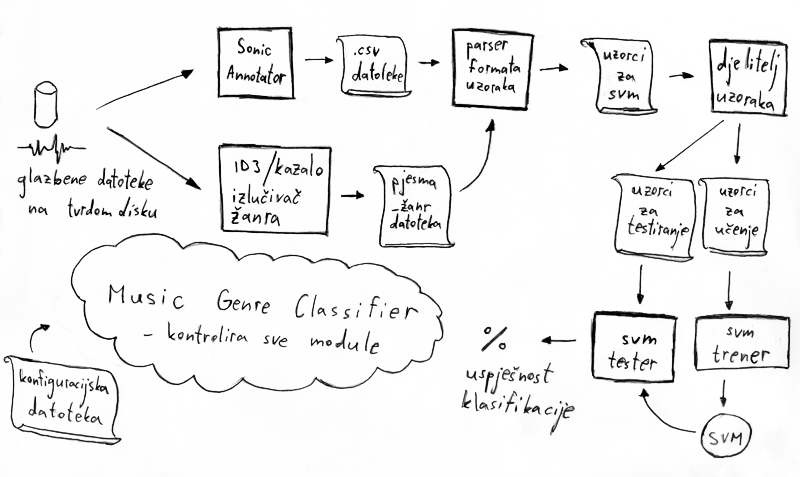 Sonic
Annotator
.csv
datoteke
parser
formata
uzoraka
uzorci
za
svm
djelitelj
uzoraka
glazbene datoteke
na tvrdom disku
ID3/kazalo
izlučivač
žanra
pjesma
-žanr
datoteka
uzorci
za
testiranje
uzorci
za
učenje
Music Genre Classifier
- kontrolira sve module
konfiguracijska
datoteka
%
uspješnost
klasifikacije
svm
tester
svm
trener
SVM